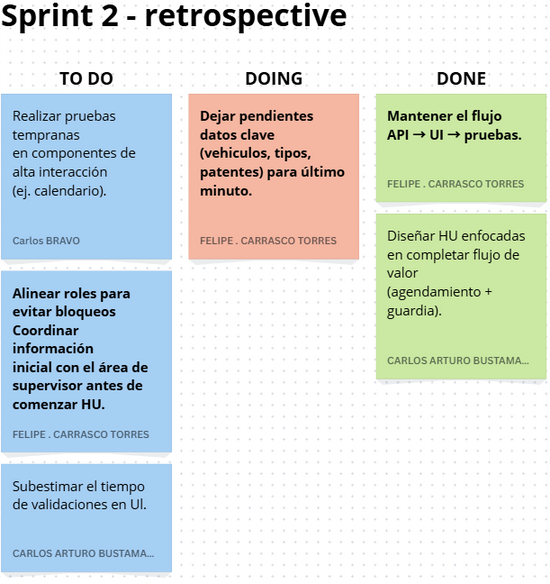 Sprint 2 - retrospective
TO DO
Realizar pruebas
tempranas
en componentes de
alta interacción
(ej. calendario).
Carlos BRAVO
Alinear roles para
evitar bloqueos
Coordinar
información
inicial con el área de
supervisor antes de
comenzar HU.
FELIPE . CARRASCO TORRES
Subestimar el tiempo
de validaciones en UI.
CARLOS ARTURO BUSTAMA...
DOING
Dejar pendientes
datos clave
(vehiculos, tipos,
patentes) para último
minuto.
FELIPE . CARRASCO TORRES
DONE
Mantener el flujo
API → UI → pruebas.
FELIPE . CARRASCO TORRES
Diseñar HU enfocadas
en completar flujo de
valor
(agendamiento +
guardia).
CARLOS ARTURO BUSTAMA...